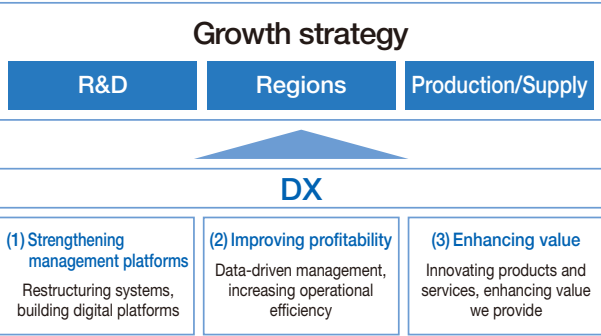 Growth strategy
R&D
Regions
Production/Supply
DX
(1) Strengthening
management platforms
Restructuring systems,
building digital platforms
(2) Improving profitability
Data-driven management,
increasing operational
efficiency
(3) Enhancing value
Innovating products and
services, enhancing value
we provide